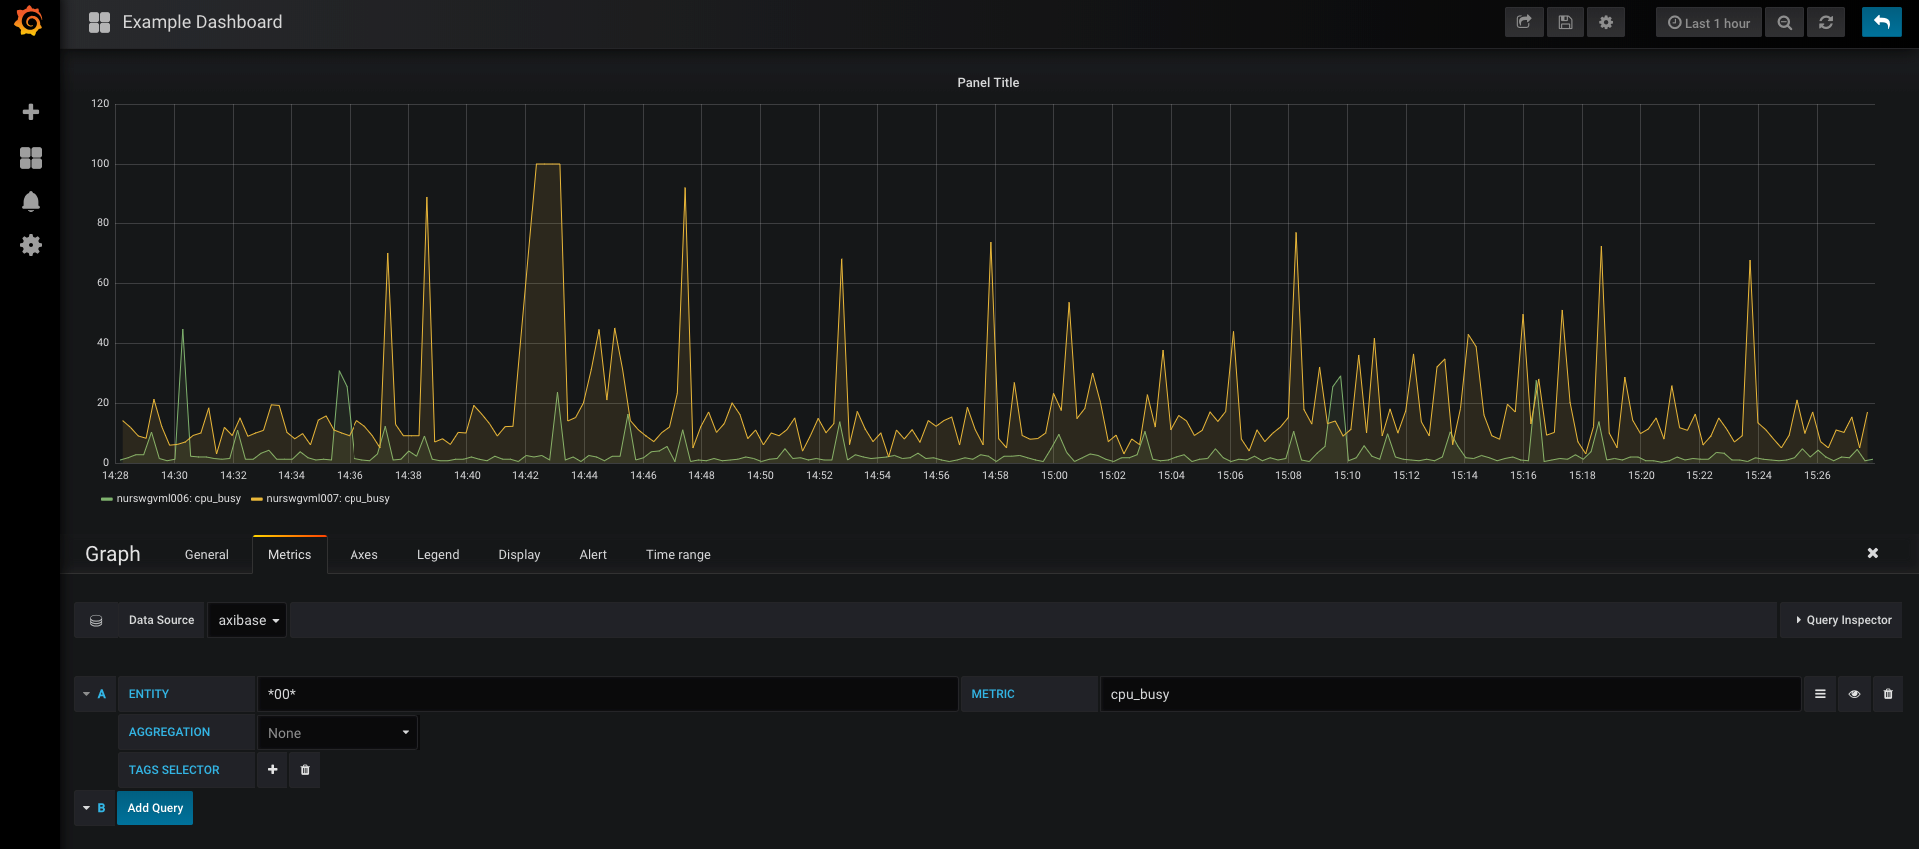 Example Dashboard
Last 1 hour
Panel Title
120
100
80
60
40
20
0
14:28 14:30 14:32 14:34 14:36 14:38 14:40 14:42 14:44 14:46 14:48 14:50 14:52 14:54 14:56 14:58 15:00 15:02 15:04 15:06 15:08 15:10 15:12 15:14 15:16 15:18 15:20 15:22 15:24 15:26
nurswgvml006: cpu_busy nurswgvml007: cpu_busy
Graph General Metrics Axes Legend Display Alert Time range
Data Source axibase Query Inspector
A ENTITY *00* METRIC cpu_busy
AGGREGATION None
TAGS SELECTOR
B Add Query